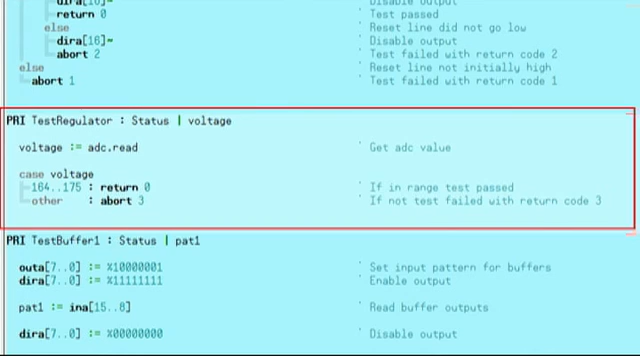 dira[16]~ ' Disable output
return 0 ' Test passed
else ' Reset line did not go low
dira[16]~ ' Disable output
abort 2 ' Test failed with return code 2
else ' Reset line not initially high
abort 1 ' Test failed with return code 1
PRI TestRegulator : Status | voltage
voltage := adc.read ' Get adc value
case voltage
164..175 : return 0 ' If in range test passed
other : abort 3 ' If not test failed with return code 3
PRI TestBuffer1 : Status | pat1
outa[7..0] := %10000001 ' Set input pattern for buffers
dira[7..0] := %11111111 ' Enable output
pat1 := ina[15..8] ' Read buffer outputs
dira[7..0] := %00000000 ' Disable output